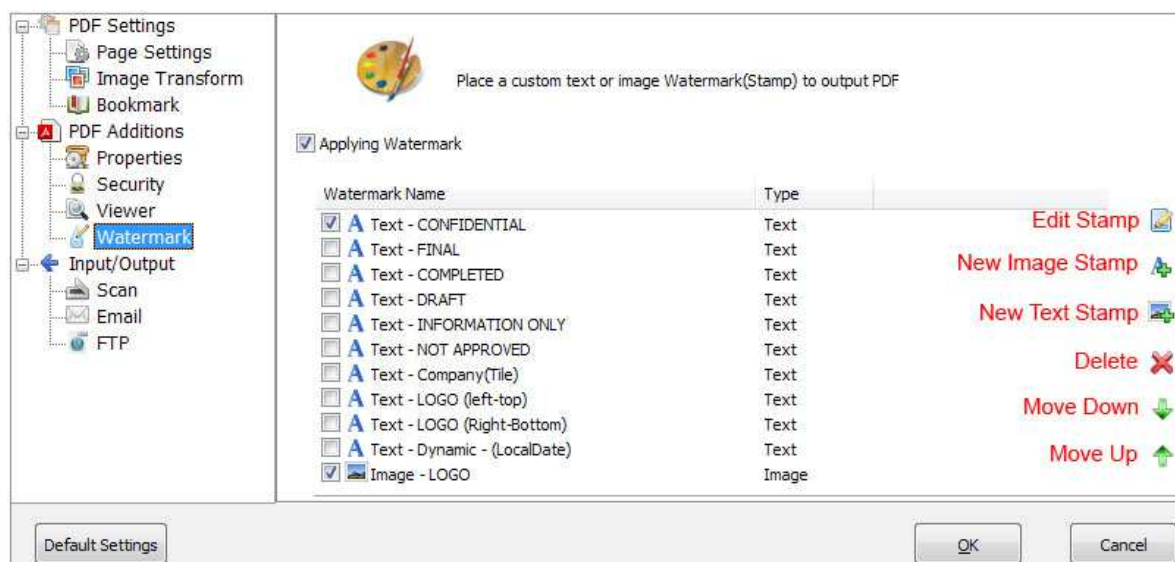 PDF Settings
Page Settings
Image Transform
Bookmark
PDF Additions
Properties
Security
Viewer
Watermark
Input/Output
Scan
Email
FTP
Place a custom text or image Watermark(Stamp) to output PDF
Applying Watermark
Watermark Name Type
A Text - CONFIDENTIAL Text
A Text - FINAL Text
A Text - COMPLETED Text
A Text - DRAFT Text
A Text - INFORMATION ONLY Text
A Text - NOT APPROVED Text
A Text - Company(Tile) Text
A Text - LOGO (left-top) Text
A Text - LOGO (Right-Bottom) Text
A Text - Dynamic - (LocalDate) Text
Image - LOGO Image
Edit Stamp
New Image Stamp
New Text Stamp
Delete
Move Down
Move Up
Default Settings
OK
Cancel